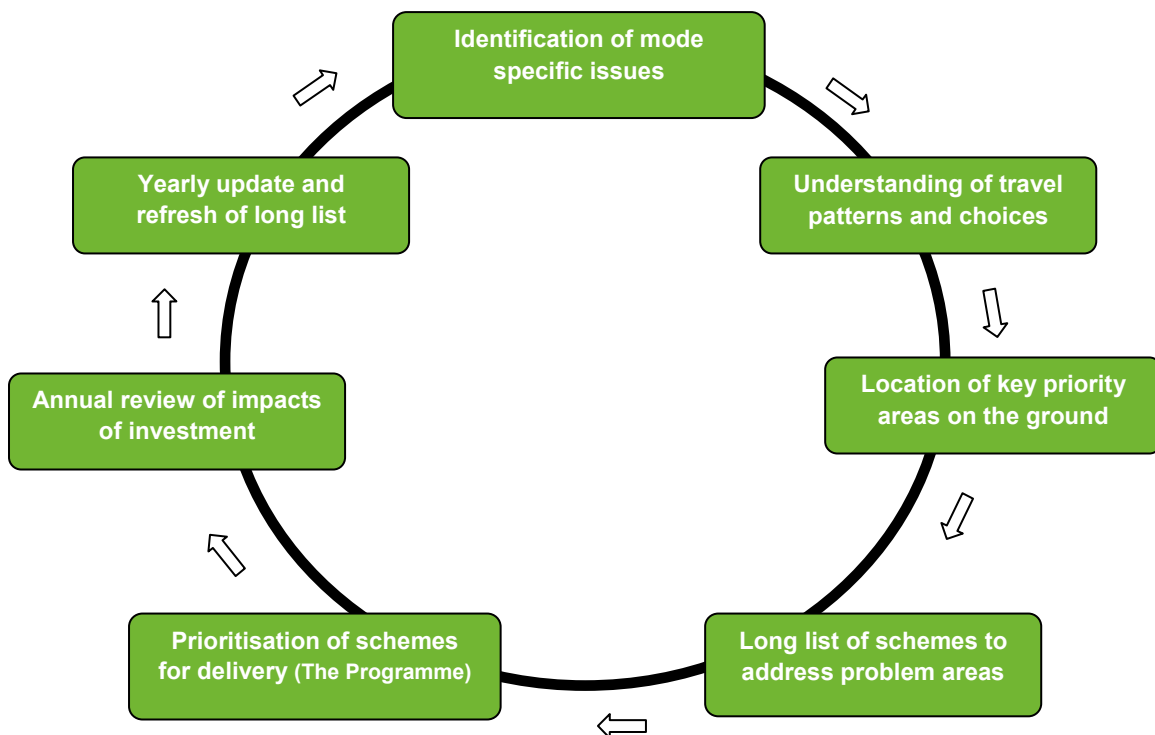 Identification of mode
specific issues
Understanding of travel
patterns and choices
Location of key priority
areas on the ground
Long list of schemes to
address problem areas
Prioritisation of schemes
for delivery (The Programme)
Annual review of impacts
of investment
Yearly update and
refresh of long list